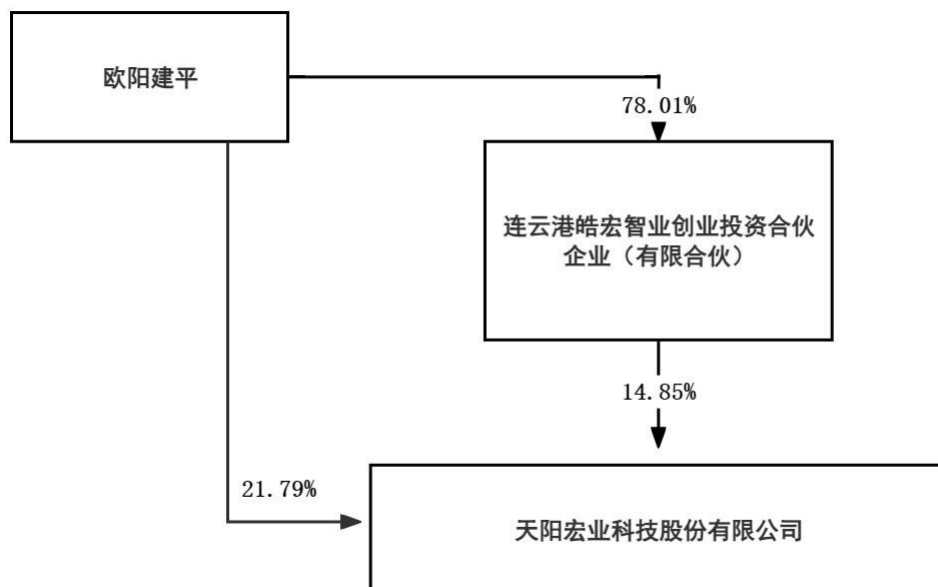 欧阳建平
78.01%
连云港皓宏智业创业投资合伙
企业（有限合伙）
14.85%
21.79%
天阳宏业科技股份有限公司